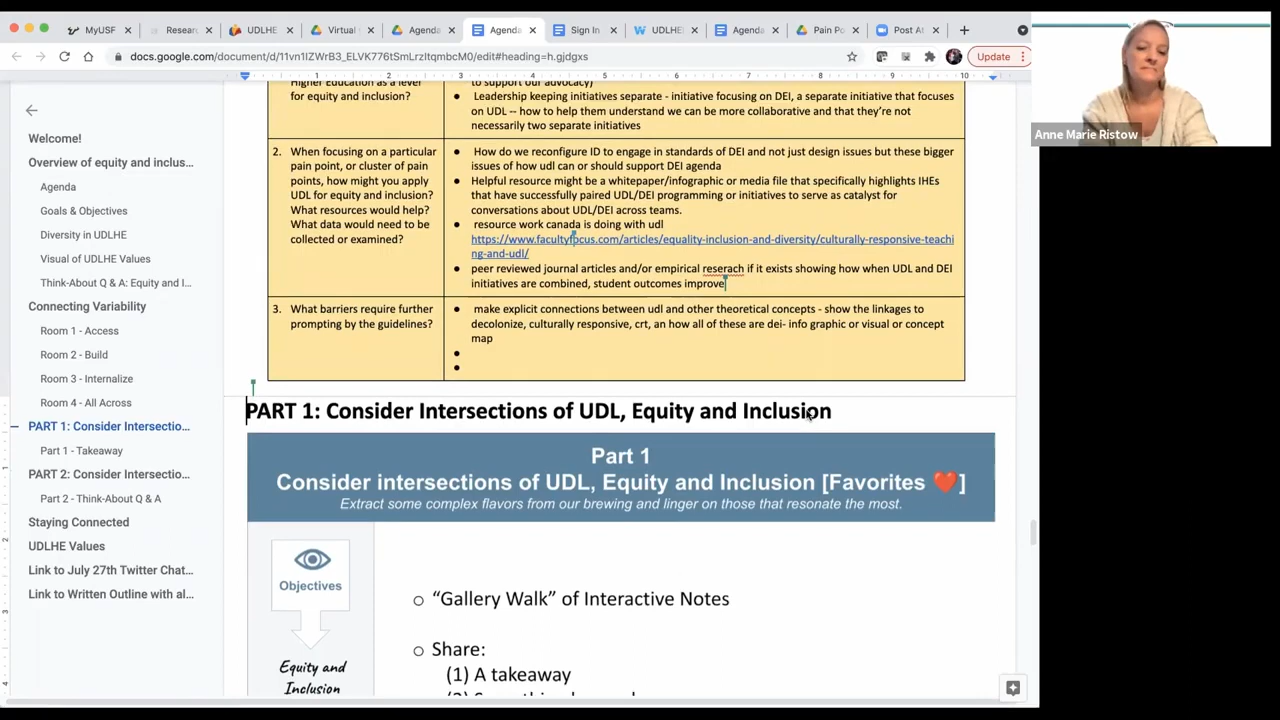 MyUSF
Researc
UDLHE
Virtual
Agenda
Agenda
Sign In
UDLHE
Agenda
Pain Po
Post At
docs.google.com/document/d/11vn1IZWrB3_ELVK776tSmLrzItqmbcM0/edit#heading=h.gjdgxs
Update
1 2 3 4 5 6 7 8 9 10
Welcome!
Overview of equity and inclus...
Agenda
Goals & Objectives
Diversity in UDLHE
Visual of UDLHE Values
Think-About Q & A: Equity and I...
Connecting Variability
Room 1 - Access
Room 2 - Build
Room 3 - Internalize
Room 4 - All Across
PART 1: Consider Intersectio...
Part 1 - Takeaway
PART 2: Consider Intersectio...
Part 2 - Think-About Q & A
Staying Connected
UDLHE Values
Link to July 27th Twitter Chat...
Link to Written Outline with al...
Higher Education as a level
for equity and inclusion?
to support our advocacy)
Leadership keeping initiatives separate - initiative focusing on DEI, a separate initiative that focuses
on UDL -- how to help them understand we can be more collaborative and that they're not
necessarily two separate initiatives
2. When focusing on a particular
pain point, or cluster of pain
points, how might you apply
UDL for equity and inclusion?
What resources would help?
What data would need to be
collected or examined?
How do we reconfigure ID to engage in standards of DEI and not just design issues but these bigger
issues of how udl can or should support DEI agenda
Helpful resource might be a whitepaper/infographic or media file that specifically highlights IHEs
that have successfully paired UDL/DEI programming or initiatives to serve as catalyst for
conversations about UDL/DEI across teams.
resource work canada is doing with udl
https://www.facultyfocus.com/articles/equality-inclusion-and-diversity/culturally-responsive-teachi
ng-and-udl/
peer reviewed journal articles and/or empirical reserach if it exists showing how when UDL and DEI
initiatives are combined, student outcomes improve
3. What barriers require further
prompting by the guidelines?
make explicit connections between udl and other theoretical concepts - show the linkages to
decolonize, culturally responsive, crt, an how all of these are dei- info graphic or visual or concept
map
PART 1: Consider Intersections of UDL, Equity and Inclusion
Part 1
Consider intersections of UDL, Equity and Inclusion [Favorites ❤️]
Extract some complex flavors from our brewing and linger on those that resonate the most.
Objectives
Equity and
Inclusion
o "Gallery Walk" of Interactive Notes
o Share:
(1) A takeaway
Anne Marie Ristow